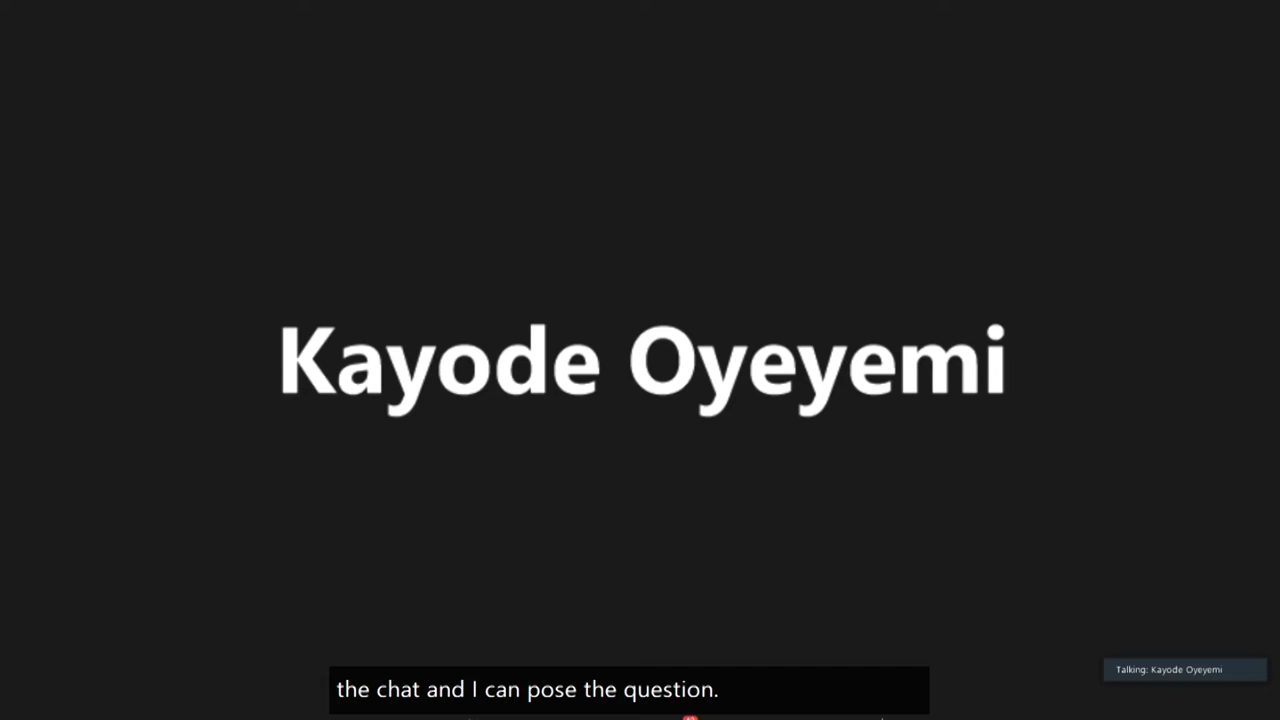 Kayode Oyeyemi
Talking: Kayode Oyeyemi
the chat and I can pose the question.